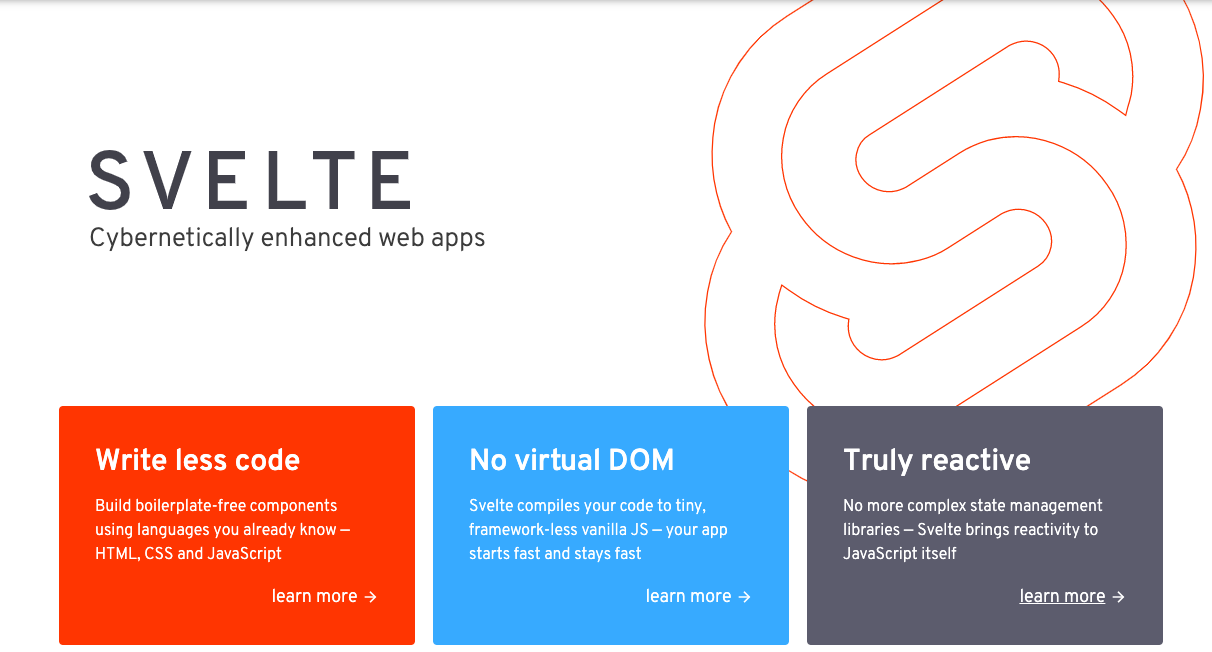 SVELTE
Cybernetically enhanced web apps
Write less code
Build boilerplate-free components
using languages you already know —
HTML, CSS and JavaScript
learn more →
No virtual DOM
Svelte compiles your code to tiny,
framework-less vanilla JS — your app
starts fast and stays fast
learn more →
Truly reactive
No more complex state management
libraries — Svelte brings reactivity to
JavaScript itself
learn more →